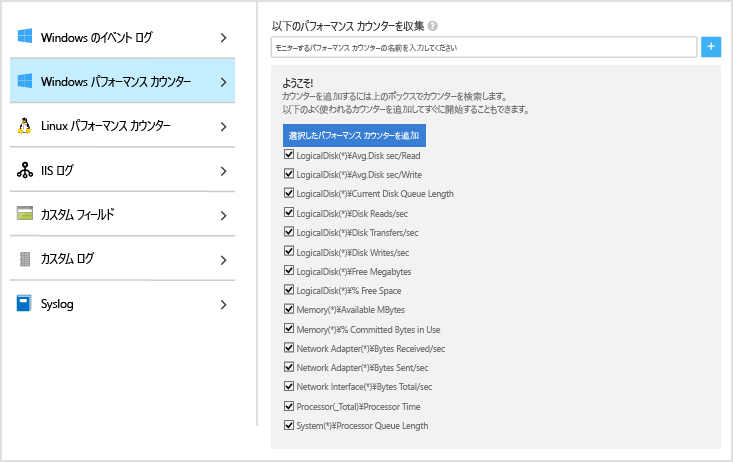 Windows のイベント ログ
Windows パフォーマンス カウンター
Linux パフォーマンス カウンター
IIS ログ
カスタム フィールド
カスタム ログ
Syslog
以下のパフォーマンス カウンターを収集 ?
モニターするパフォーマンス カウンターの名前を入力してください
+
ようこそ!
カウンターを追加するには上のボックスでカウンターを検索します。
以下のよく使われるカウンターを追加してすぐに開始することもできます。
選択したパフォーマンス カウンターを追加
LogicalDisk(*)¥Avg.Disk sec/Read
LogicalDisk(*)¥Avg.Disk sec/Write
LogicalDisk(*)¥Current Disk Queue Length
LogicalDisk(*)¥Disk Reads/sec
LogicalDisk(*)¥Disk Transfers/sec
LogicalDisk(*)¥Disk Writes/sec
LogicalDisk(*)¥Free Megabytes
LogicalDisk(*)¥% Free Space
Memory(*)¥Available MBytes
Memory(*)¥% Committed Bytes in Use
Network Adapter(*)¥Bytes Received/sec
Network Adapter(*)¥Bytes Sent/sec
Network Interface(*)¥Bytes Total/sec
Processor(_Total)¥Processor Time
System(*)¥Processor Queue Length